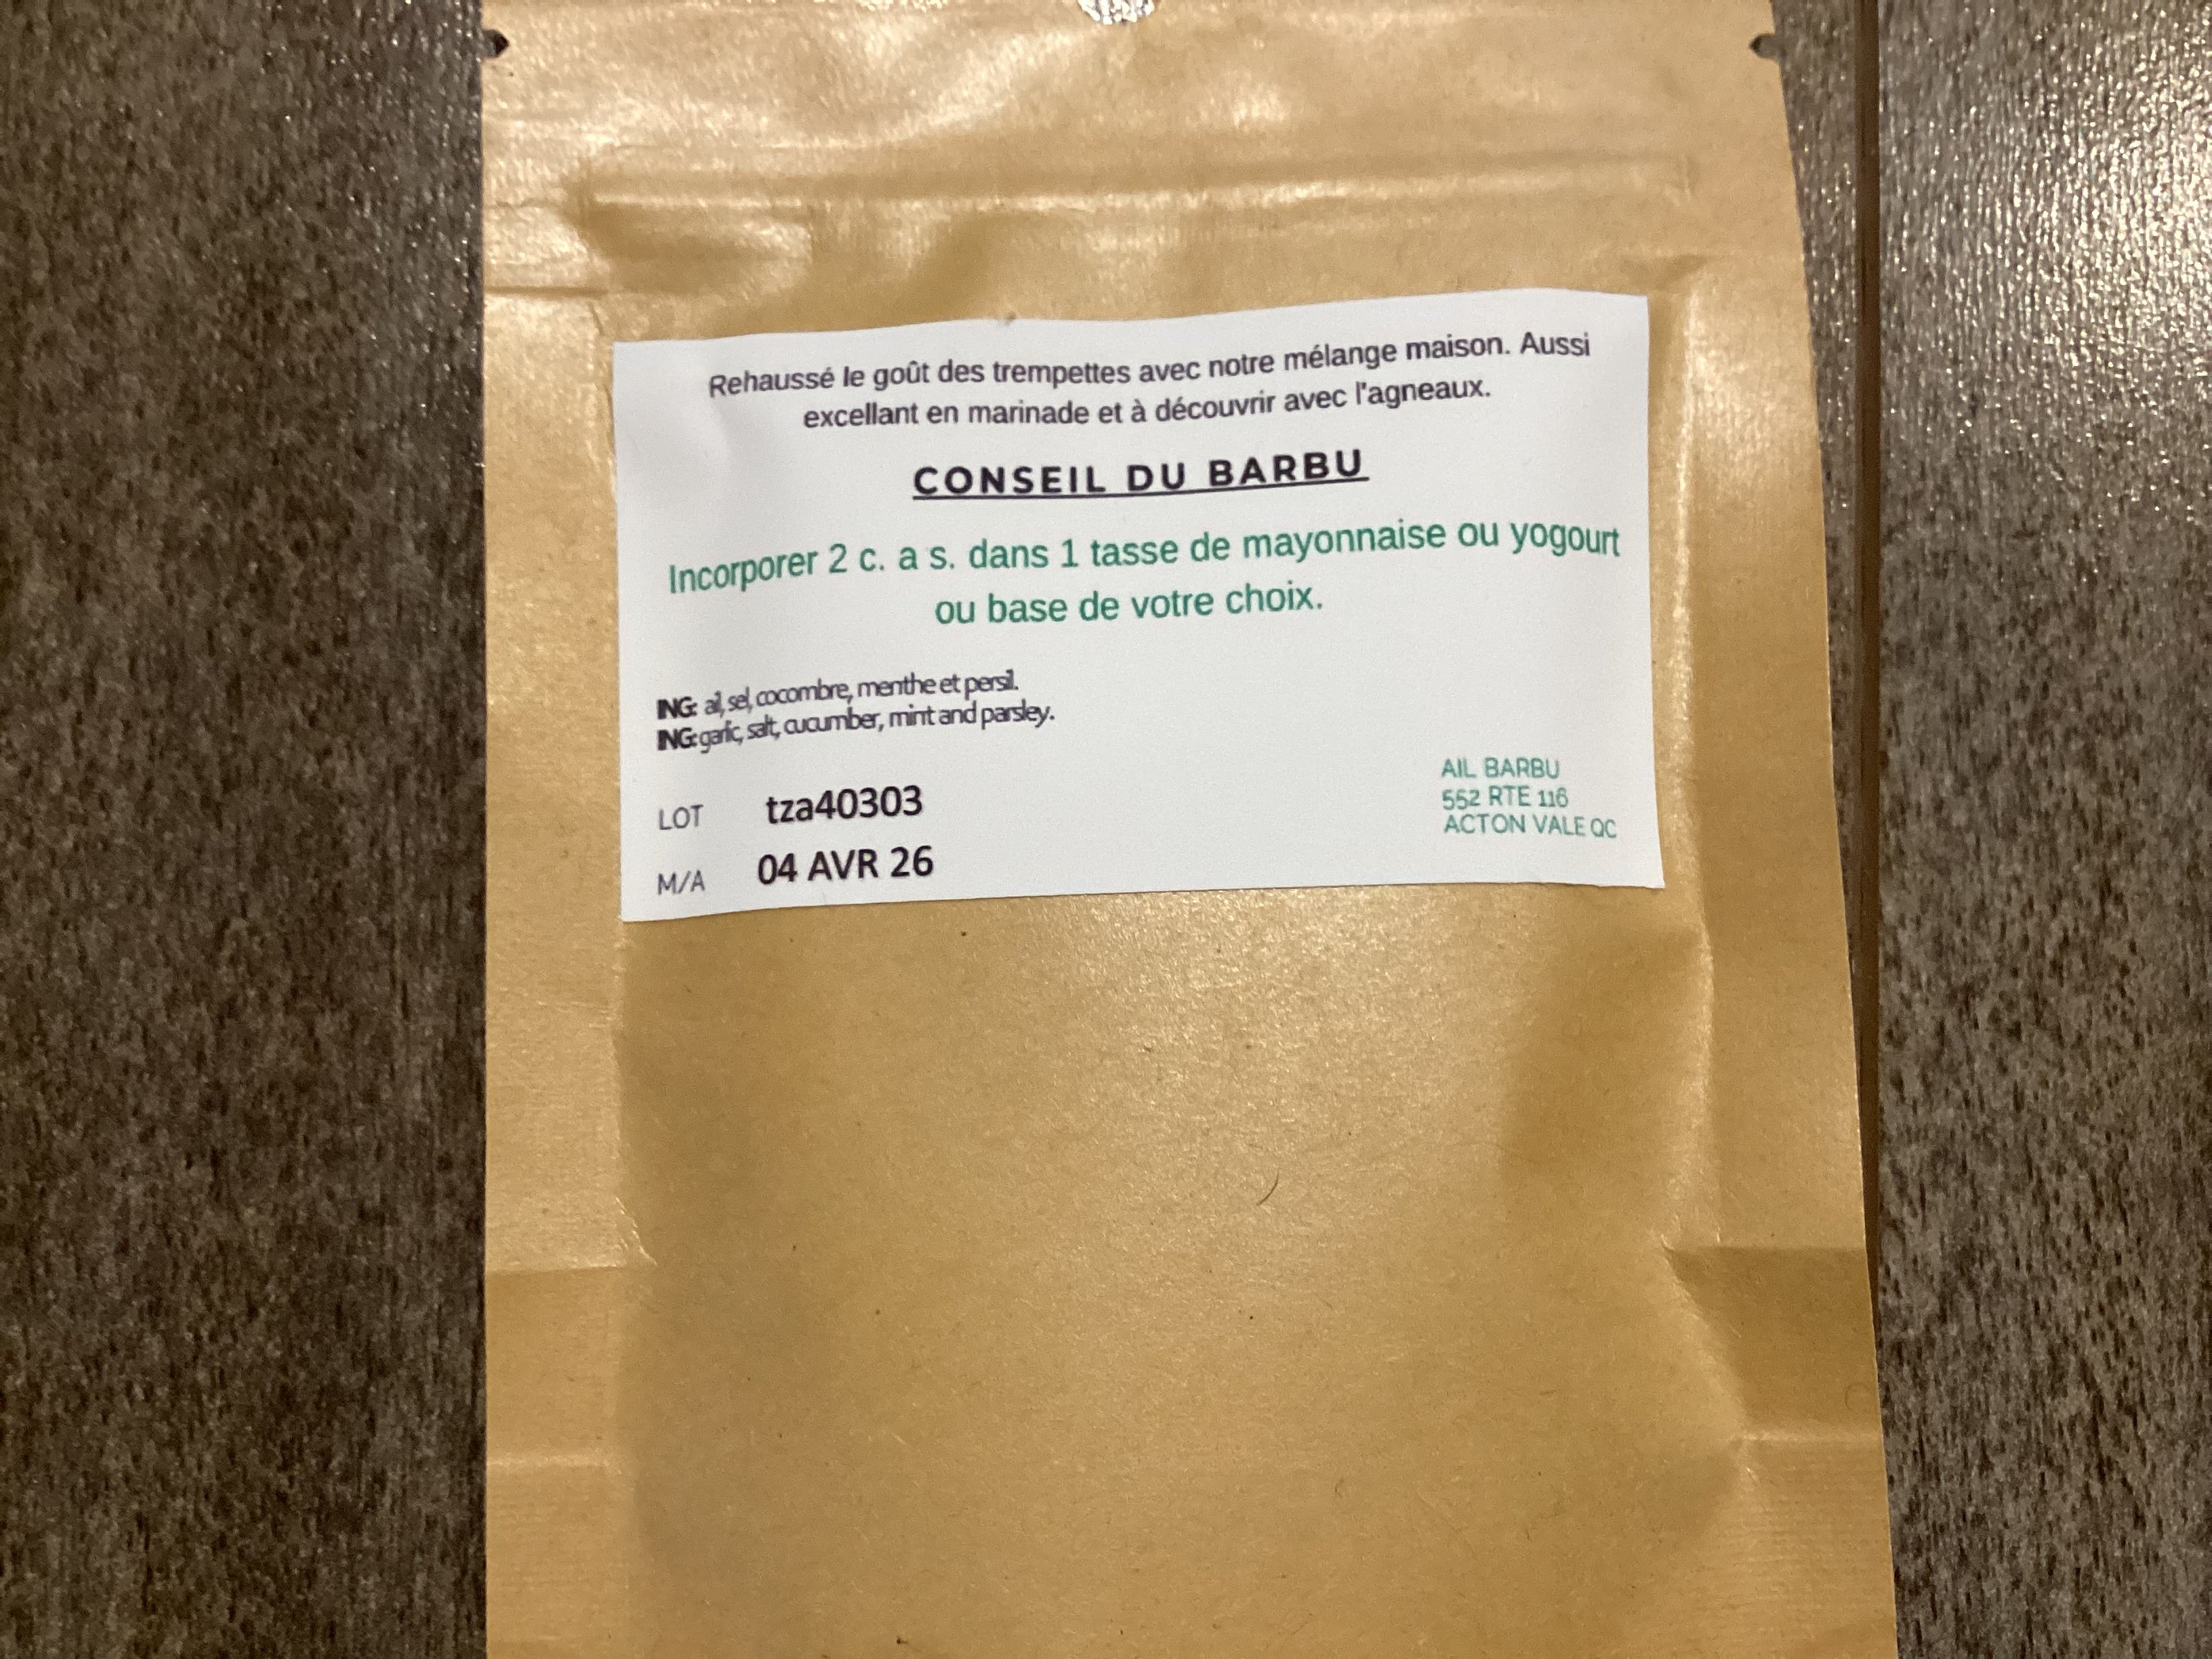 Rehaussé le goût des trempettes avec notre mélange maison. Aussi
excellant en marinade et à découvrir avec l'agneaux.
CONSEIL DU BARBU
Incorporer 2 c. a s. dans 1 tasse de mayonnaise ou yogourt
ou base de votre choix.
ING: ail, sel, cocombre, menthe et persil.
ING: garlic, salt, cucumber, mint and parsley.
LOT tza40303
M/A 04 AVR 26
AIL BARBU
552 RTE 116
ACTON VALE QC